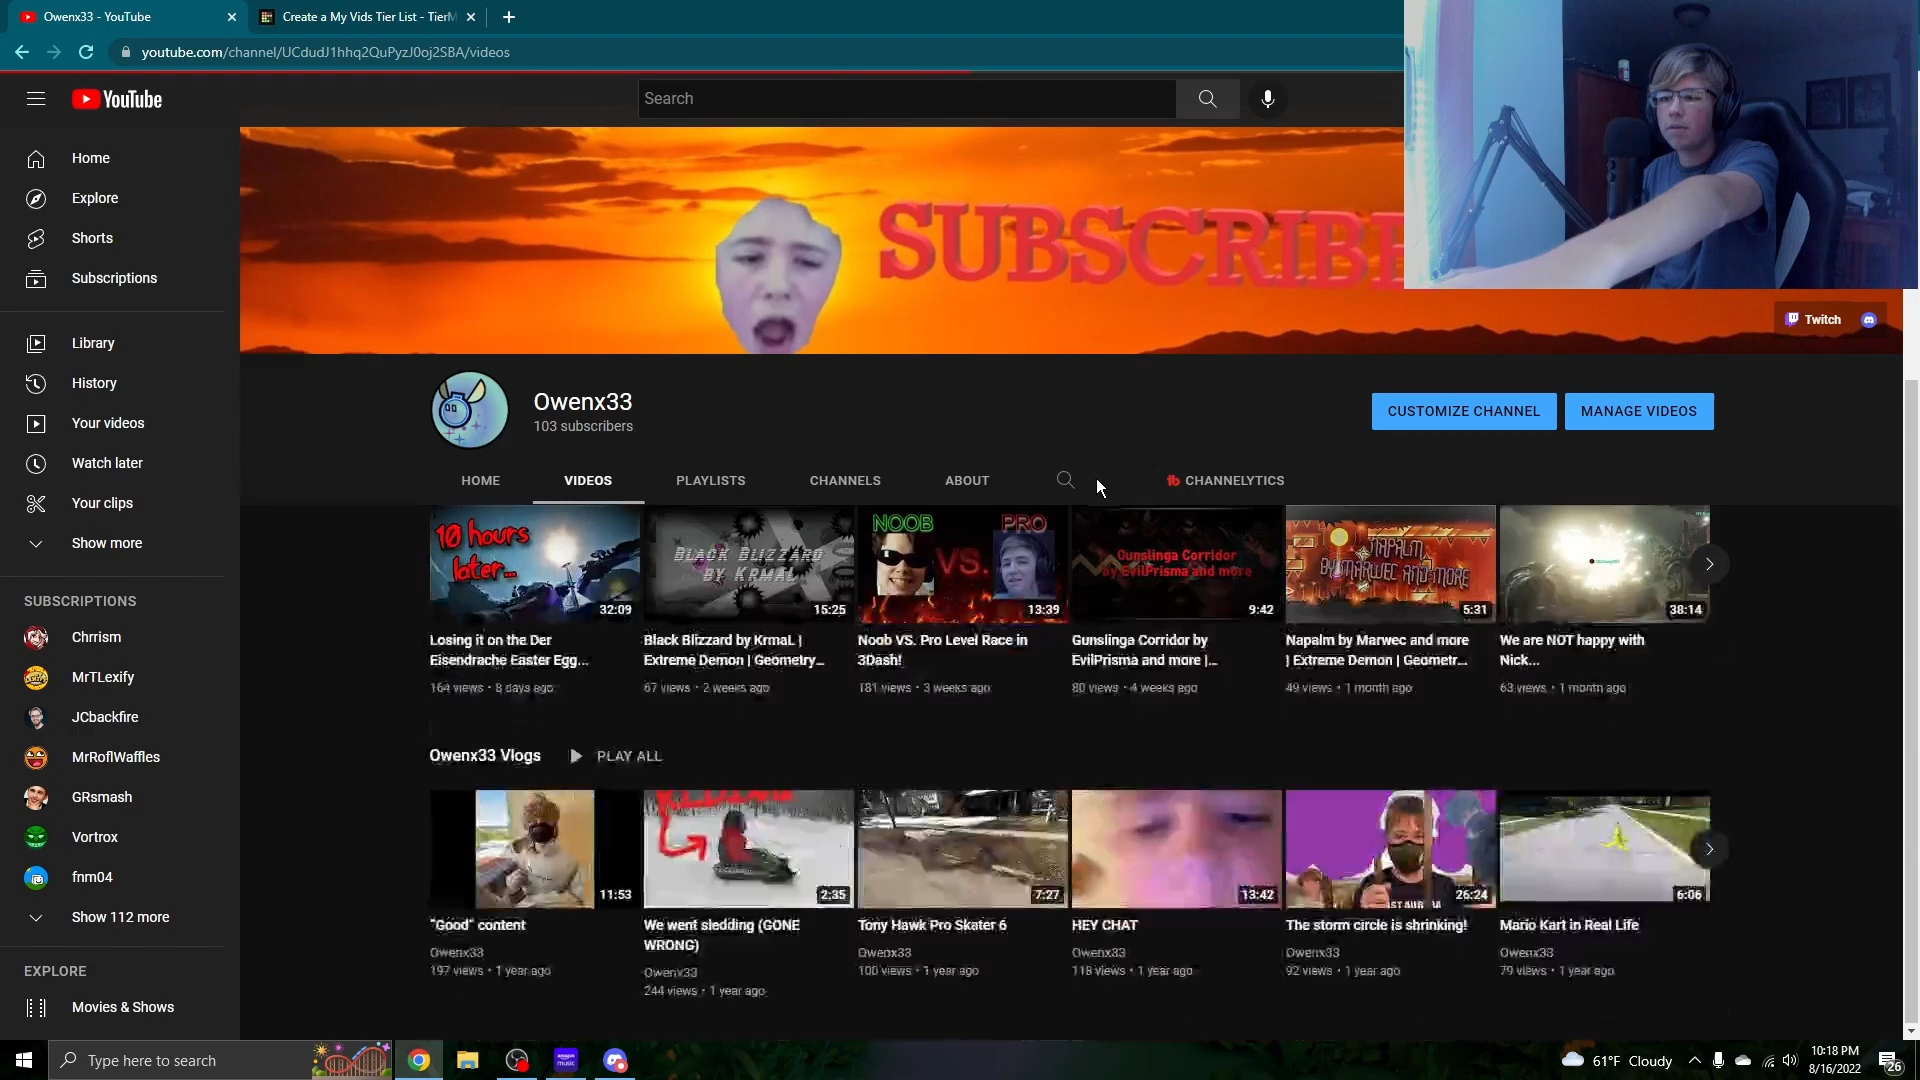 Owenx33 - YouTube
Create a My Vids Tier List - TierM
youtube.com/channel/UCdudJ1hhq2QuPyzJ0oj2SBA/videos
YouTube
Search
Home
Explore
Shorts
Subscriptions
Library
History
Your videos
Watch later
Your clips
Show more
SUBSCRIPTIONS
Chrrism
MrTLexify
JCbackfire
MrRoflWaffles
GRsmash
Vortrox
fnm04
Show 112 more
EXPLORE
Movies & Shows
SUBSCRIBE
Twitch
Owenx33
103 subscribers
CUSTOMIZE CHANNEL
MANAGE VIDEOS
HOME
VIDEOS
PLAYLISTS
CHANNELS
ABOUT
CHANNELYTICS
10 hours
later...
32:09
Losing it on the Der
Eisendrache Easter Egg...
164 views • 8 days ago
BLACK BLIZZARD
BY KRMAL
15:25
Black Blizzard by KrmaL |
Extreme Demon | Geometry...
67 views • 2 weeks ago
NOOB
PRO
VS.
13:39
Noob VS. Pro Level Race in
3Dash!
181 views • 3 weeks ago
Gunslinga Corridor
by EvilPrisma and more
9:42
Gunslinga Corridor by
EvilPrisma and more |...
80 views • 4 weeks ago
NAPALM
BY MARWEC AND MORE
5:31
Napalm by Marwec and more
| Extreme Demon | Geometr...
49 views • 1 month ago
38:14
We are NOT happy with
Nick...
63 views • 1 month ago
Owenx33 Vlogs
PLAY ALL
11:53
"Good" content
Owenx33
197 views • 1 year ago
2:35
We went sledding (GONE
WRONG)
Owenx33
244 views • 1 year ago
7:27
Tony Hawk Pro Skater 6
Owenx33
100 views • 1 year ago
13:42
HEY CHAT
Owenx33
118 views • 1 year ago
26:24
The storm circle is shrinking!
Owenx33
92 views • 1 year ago
6:06
Mario Kart in Real Life
Owenx33
79 views • 1 year ago
Type here to search
amazon
music
61°F Cloudy
10:18 PM
8/16/2022
26